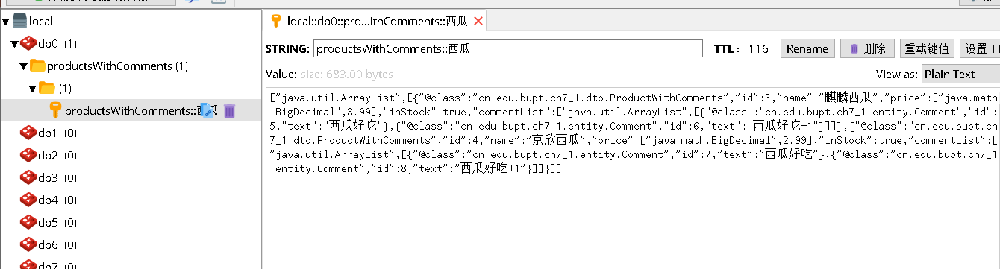 local
db0 (1)
productsWithComments (1)
(1)
productsWithComments::西瓜
db1 (0)
db2 (0)
db3 (0)
db4 (0)
db5 (0)
db6 (0)
db7 (0)
local::db0::pro...ithComments::西瓜
STRING: productsWithComments::西瓜 TTL: 116 Rename 删除 重载键值 设置 TT
Value: size: 683.00 bytes View as: Plain Text
["java.util.ArrayList",[{"@class":"cn.edu.bupt.ch7_1.dto.ProductWithComments","id":3,"name":"麒麟西瓜","price":["java.math
.BigDecimal",8.99],"inStock":true,"commentList":["java.util.ArrayList",[{"@class":"cn.edu.bupt.ch7_1.entity.Comment","id":
5,"text":"西瓜好吃"},{"@class":"cn.edu.bupt.ch7_1.entity.Comment","id":6,"text":"西瓜好吃+1"}]]},{"@class":"cn.edu.bupt.ch
7_1.dto.ProductWithComments","id":4,"name":"京欣西瓜","price":["java.math.BigDecimal",2.99],"inStock":true,"commentList":[
"java.util.ArrayList",[{"@class":"cn.edu.bupt.ch7_1.entity.Comment","id":7,"text":"西瓜好吃"},{"@class":"cn.edu.bupt.ch7_1
.entity.Comment","id":8,"text":"西瓜好吃+1"}]]}]]